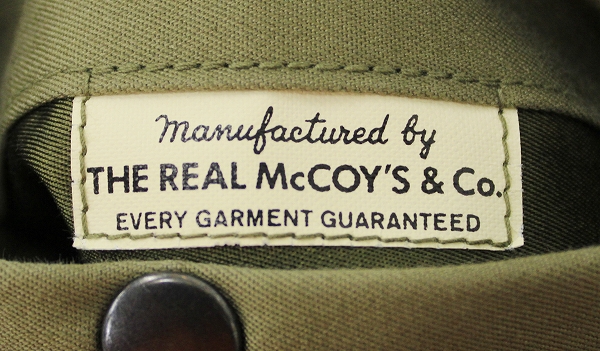 manufactured by
THE REAL McCOY'S & Co.
EVERY GARMENT GUARANTEED